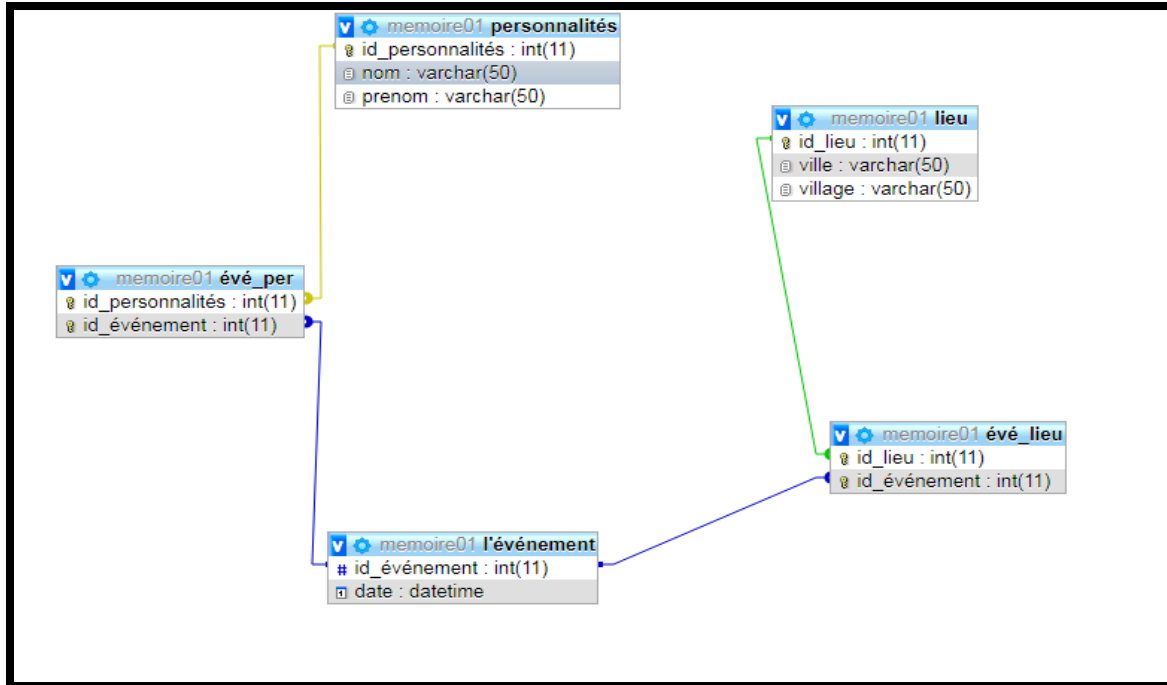 memoire01 personnalités
id_personnalités : int(11)
nom : varchar(50)
prenom : varchar(50)
memoire01 lieu
id_lieu : int(11)
ville : varchar(50)
village : varchar(50)
memoire01 évé_per
id_personnalités : int(11)
id_événement : int(11)
memoire01 évé_lieu
id_lieu : int(11)
id_événement : int(11)
memoire01 l'événement
# id_événement : int(11)
date : datetime